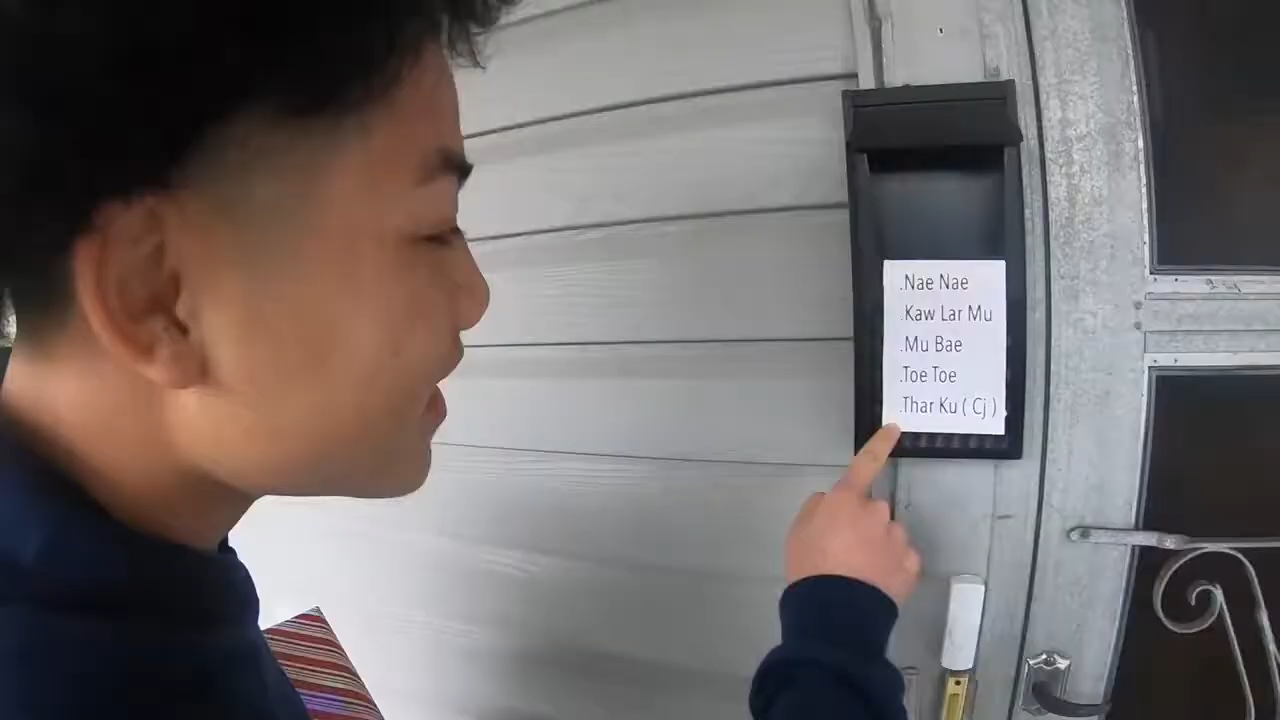 .Nae Nae
.Kaw Lar Mu
.Mu Bae
.Toe Toe
.Thar Ku ( Cj )